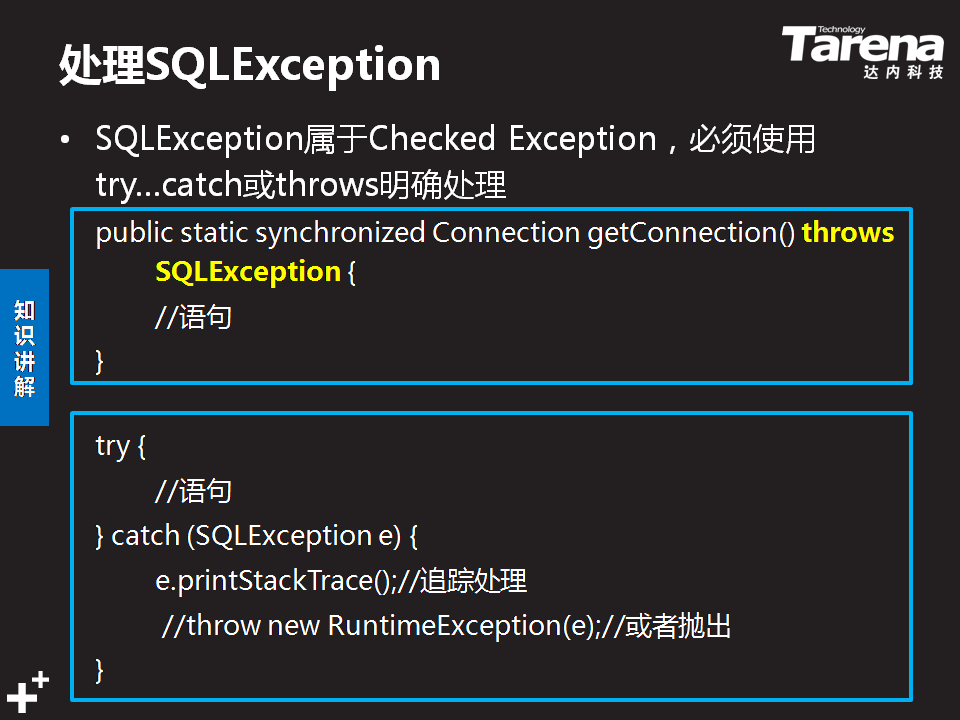 处理SQLException
Technology
Tarena
达内科技
• SQLException属于Checked Exception，必须使用
try...catch或throws明确处理
public static synchronized Connection getConnection() throws
SQLException {
//语句
}
知识讲解
try {
//语句
} catch (SQLException e) {
e.printStackTrace();//追踪处理
//throw new RuntimeException(e);//或者抛出
}